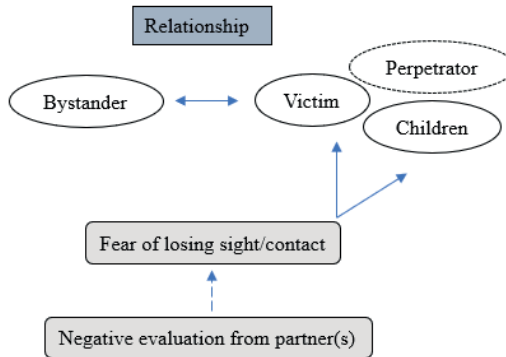 Relationship
Perpetrator
Bystander
Victim
Children
Fear of losing sight/contact
Negative evaluation from partner(s)